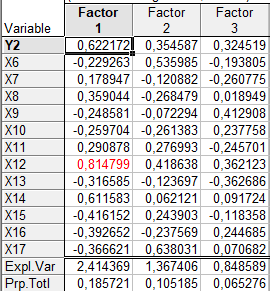 Factor Factor Factor
Variable 1 2 3
Y2 0,622172 0,354587 0,324519
X6 -0,229263 0,535985 -0,193805
X7 0,178947 -0,120882 -0,260775
X8 0,359044 -0,268479 0,018949
X9 -0,248581 -0,072294 0,412908
X10 -0,259704 -0,261383 0,237758
X11 0,290878 0,276993 -0,245701
X12 0,814799 0,418638 0,362123
X13 -0,316585 -0,123697 -0,362686
X14 0,611583 0,062121 0,091724
X15 -0,416152 0,243903 -0,118358
X16 -0,392652 -0,237569 0,244685
X17 -0,366621 0,638031 0,070682
Expl.Var 2,414369 1,367406 0,848589
Prp.Totl 0,185721 0,105185 0,065276